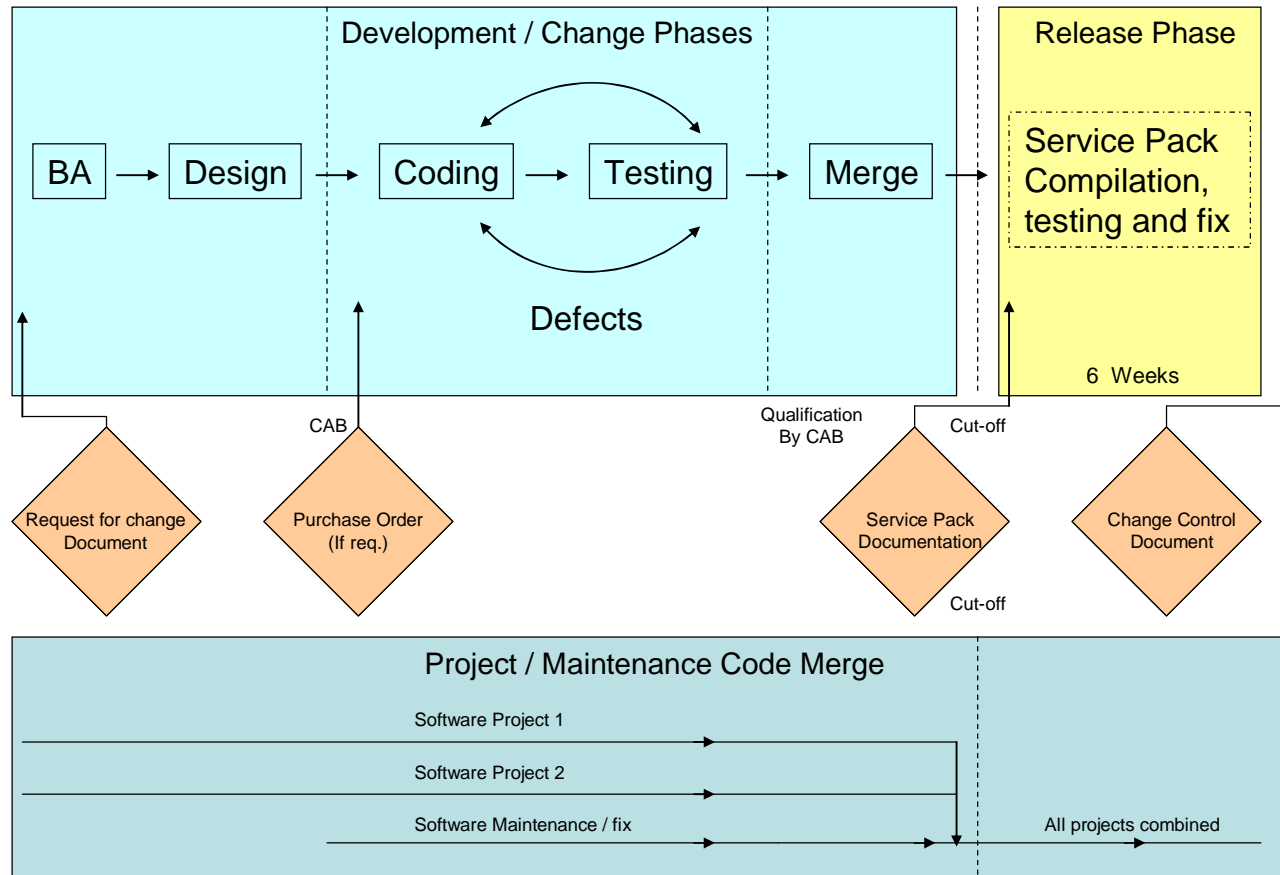 Development / Change Phases
Release Phase
BA
Design
Coding
Testing
Merge
Service Pack
Compilation,
testing and fix
Defects
6 Weeks
CAB
Qualification
By CAB
Cut-off
Request for change
Document
Purchase Order
(If req.)
Service Pack
Documentation
Change Control
Document
Cut-off
Project / Maintenance Code Merge
Software Project 1
Software Project 2
Software Maintenance / fix
All projects combined